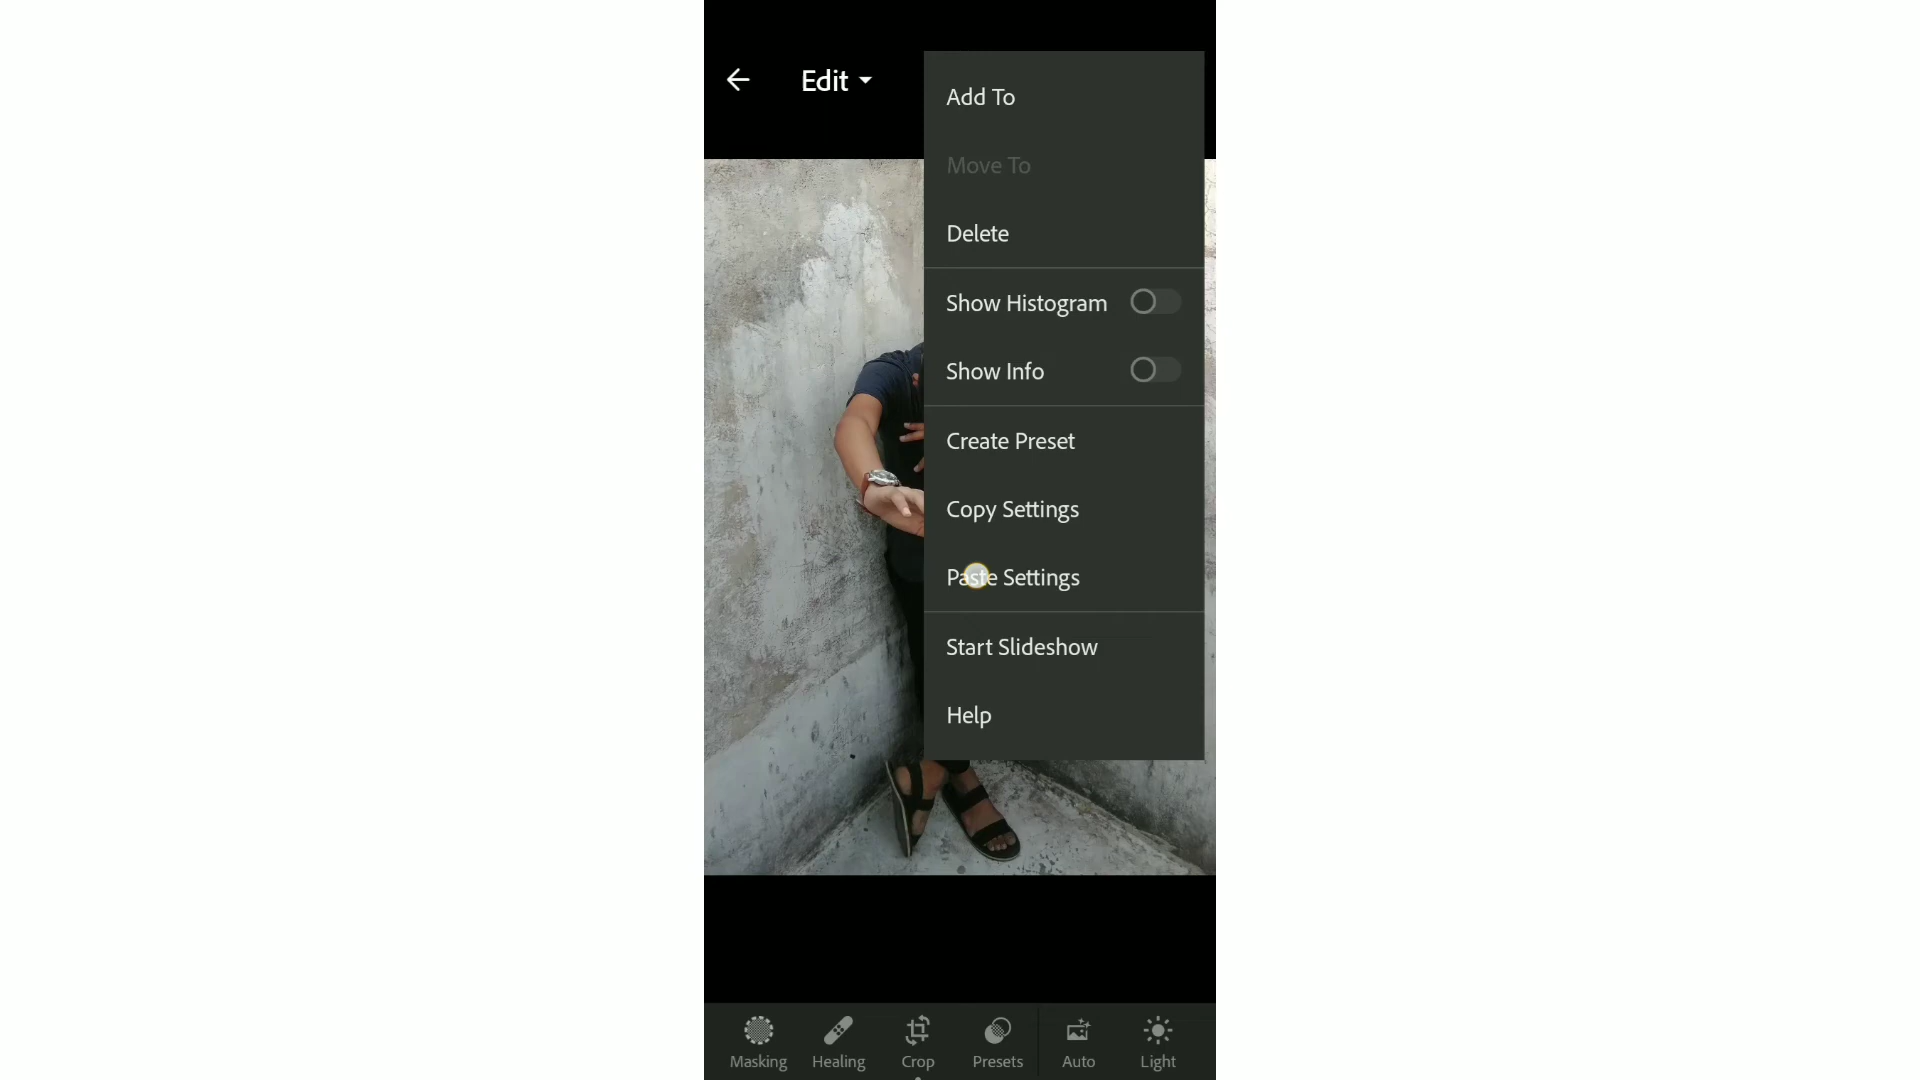 Edit
Add To
Move To
Delete
Show Histogram
Show Info
Create Preset
Copy Settings
Paste Settings
Start Slideshow
Help
Masking
Healing
Crop
Presets
Auto
Light